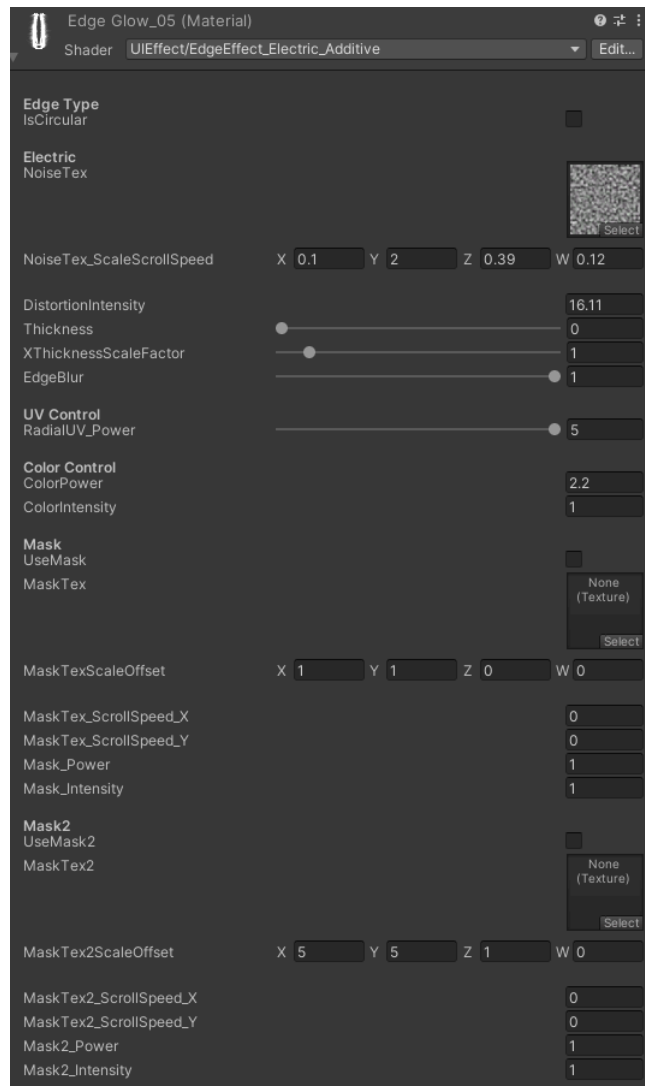 Edge Glow_05 (Material)
Shader UIEffect/EdgeEffect_Electric_Additive Edit...
Edge Type
IsCircular
Electric
NoiseTex
Select
NoiseTex_ScaleScrollSpeed X 0.1 Y 2 Z 0.39 W 0.12
DistortionIntensity 16.11
Thickness 0
XThicknessScaleFactor 1
EdgeBlur 1
UV Control
RadialUV_Power 5
Color Control
ColorPower 2.2
ColorIntensity 1
Mask
UseMask
MaskTex None
(Texture)
Select
MaskTexScaleOffset X 1 Y 1 Z 0 W 0
MaskTex_ScrollSpeed_X 0
MaskTex_ScrollSpeed_Y 0
Mask_Power 1
Mask_Intensity 1
Mask2
UseMask2
MaskTex2 None
(Texture)
Select
MaskTex2ScaleOffset X 5 Y 5 Z 1 W 0
MaskTex2_ScrollSpeed_X 0
MaskTex2_ScrollSpeed_Y 0
Mask2_Power 1
Mask2_Intensity 1